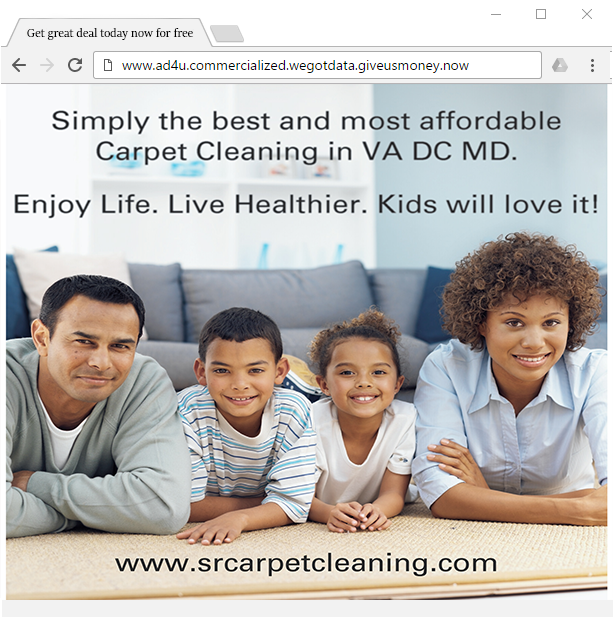 Get great deal today now for free
www.ad4u.commercialized.wegotdata.giveusmoney.now
Simply the best and most affordable
Carpet Cleaning in VA DC MD.
Enjoy Life. Live Healthier. Kids will love it!
www.srcarpetcleaning.com